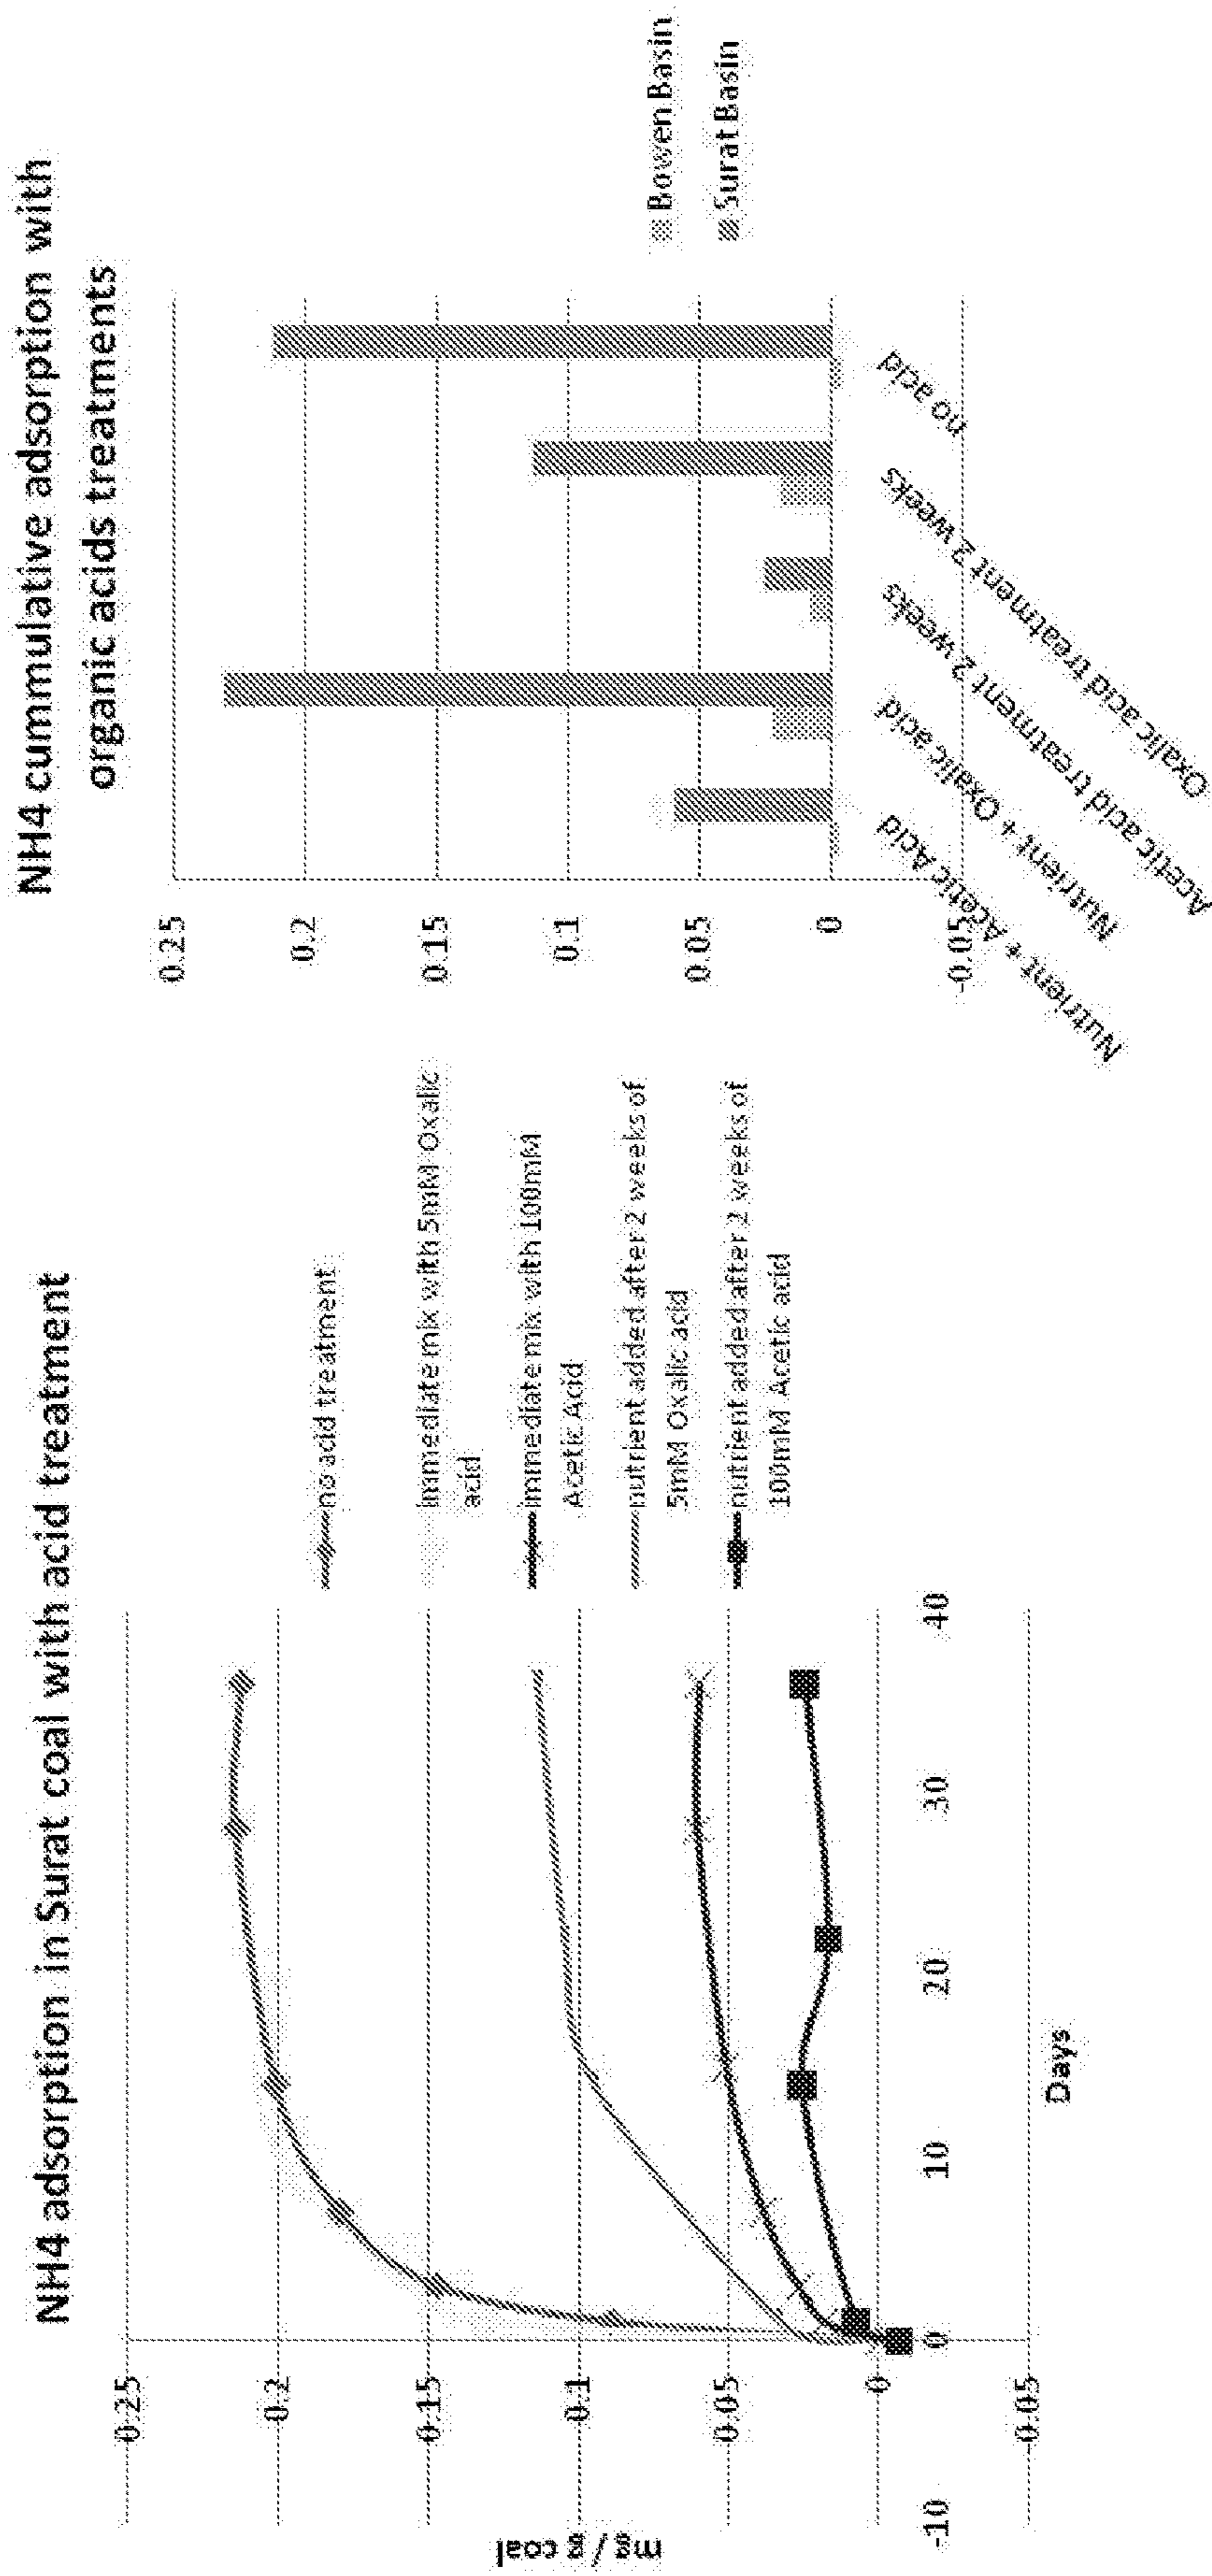 NH4 adsorption in Surat coal with acid treatment
mg / g coal
0.25
0.2
0.15
0.1
0.05
0
-0.05
-10
0
10
20
30
40
Days
no acid treatment
immediate mix with 5mM Oxalic
acid
immediate mix with 100mM
Acetic Acid
nutrient added after 2 weeks of
5mM Oxalic acid
nutrient added after 2 weeks of
100mM Acetic acid
NH4 cummulative adsorption with
organic acids treatments
0.25
0.2
0.15
0.1
0.05
0
-0.05
Nutrient + Acetic Acid
Nutrient + Oxalic acid
Acetic acid treatment 2 weeks
Oxalic acid treatment 2 weeks
no acid
Bowen Basin
Surat Basin